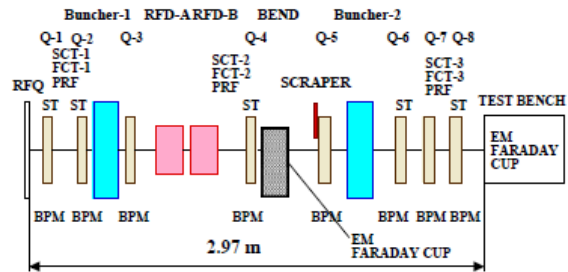 Buncher-1 RFD-A RFD-B BEND Buncher-2
Q-1 Q-2 Q-3 Q-4 Q-5 Q-6 Q-7 Q-8
SCT-1
FCT-1
PRF
SCT-2
FCT-2
PRF
SCT-3
FCT-3
PRF
RFQ
SCRAPER
ST ST ST ST ST
TEST BENCH
EM
FARADAY
CUP
BPM BPM BPM BPM BPM BPM BPM BPM
EM
FARADAY CUP
2.97 m